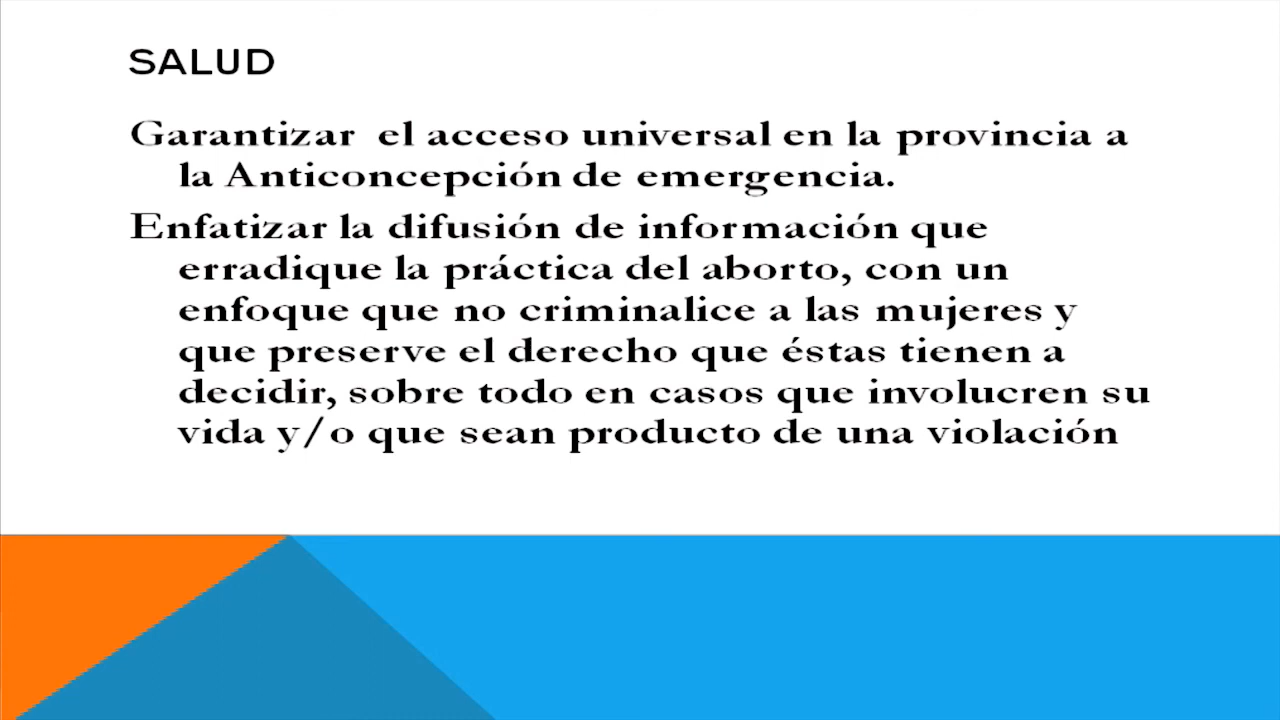 SALUD
Garantizar el acceso universal en la provincia a
la Anticoncepción de emergencia.
Enfatizar la difusión de información que
erradique la práctica del aborto, con un
enfoque que no criminalice a las mujeres y
que preserve el derecho que éstas tienen a
decidir, sobre todo en casos que involucren su
vida y/o que sean producto de una violación